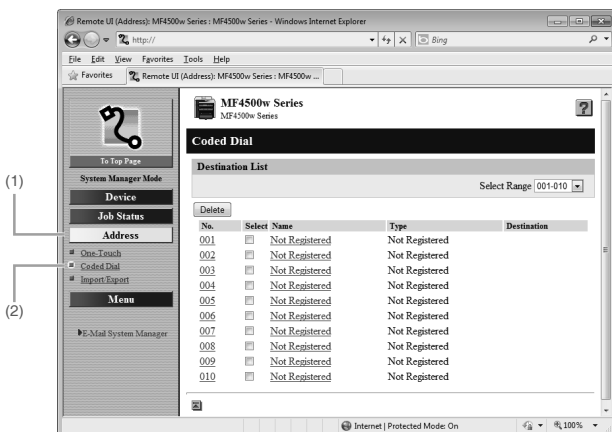 Remote UI (Address): MF4500w Series : MF4500w Series - Windows Internet Explorer
http://
Bing
File Edit View Favorites Tools Help
Favorites Remote UI (Address): MF4500w Series : MF4500w ...
MF4500w Series
MF4500w Series
?
To Top Page
System Manager Mode
Device
Job Status
(1)
Address
One-Touch
(2)
Coded Dial
Import/Export
Menu
E-Mail System Manager
Coded Dial
Destination List
Select Range 001-010
Delete
No. Select Name Type Destination
001 Not Registered Not Registered
002 Not Registered Not Registered
003 Not Registered Not Registered
004 Not Registered Not Registered
005 Not Registered Not Registered
006 Not Registered Not Registered
007 Not Registered Not Registered
008 Not Registered Not Registered
009 Not Registered Not Registered
010 Not Registered Not Registered
Internet | Protected Mode: On 100%